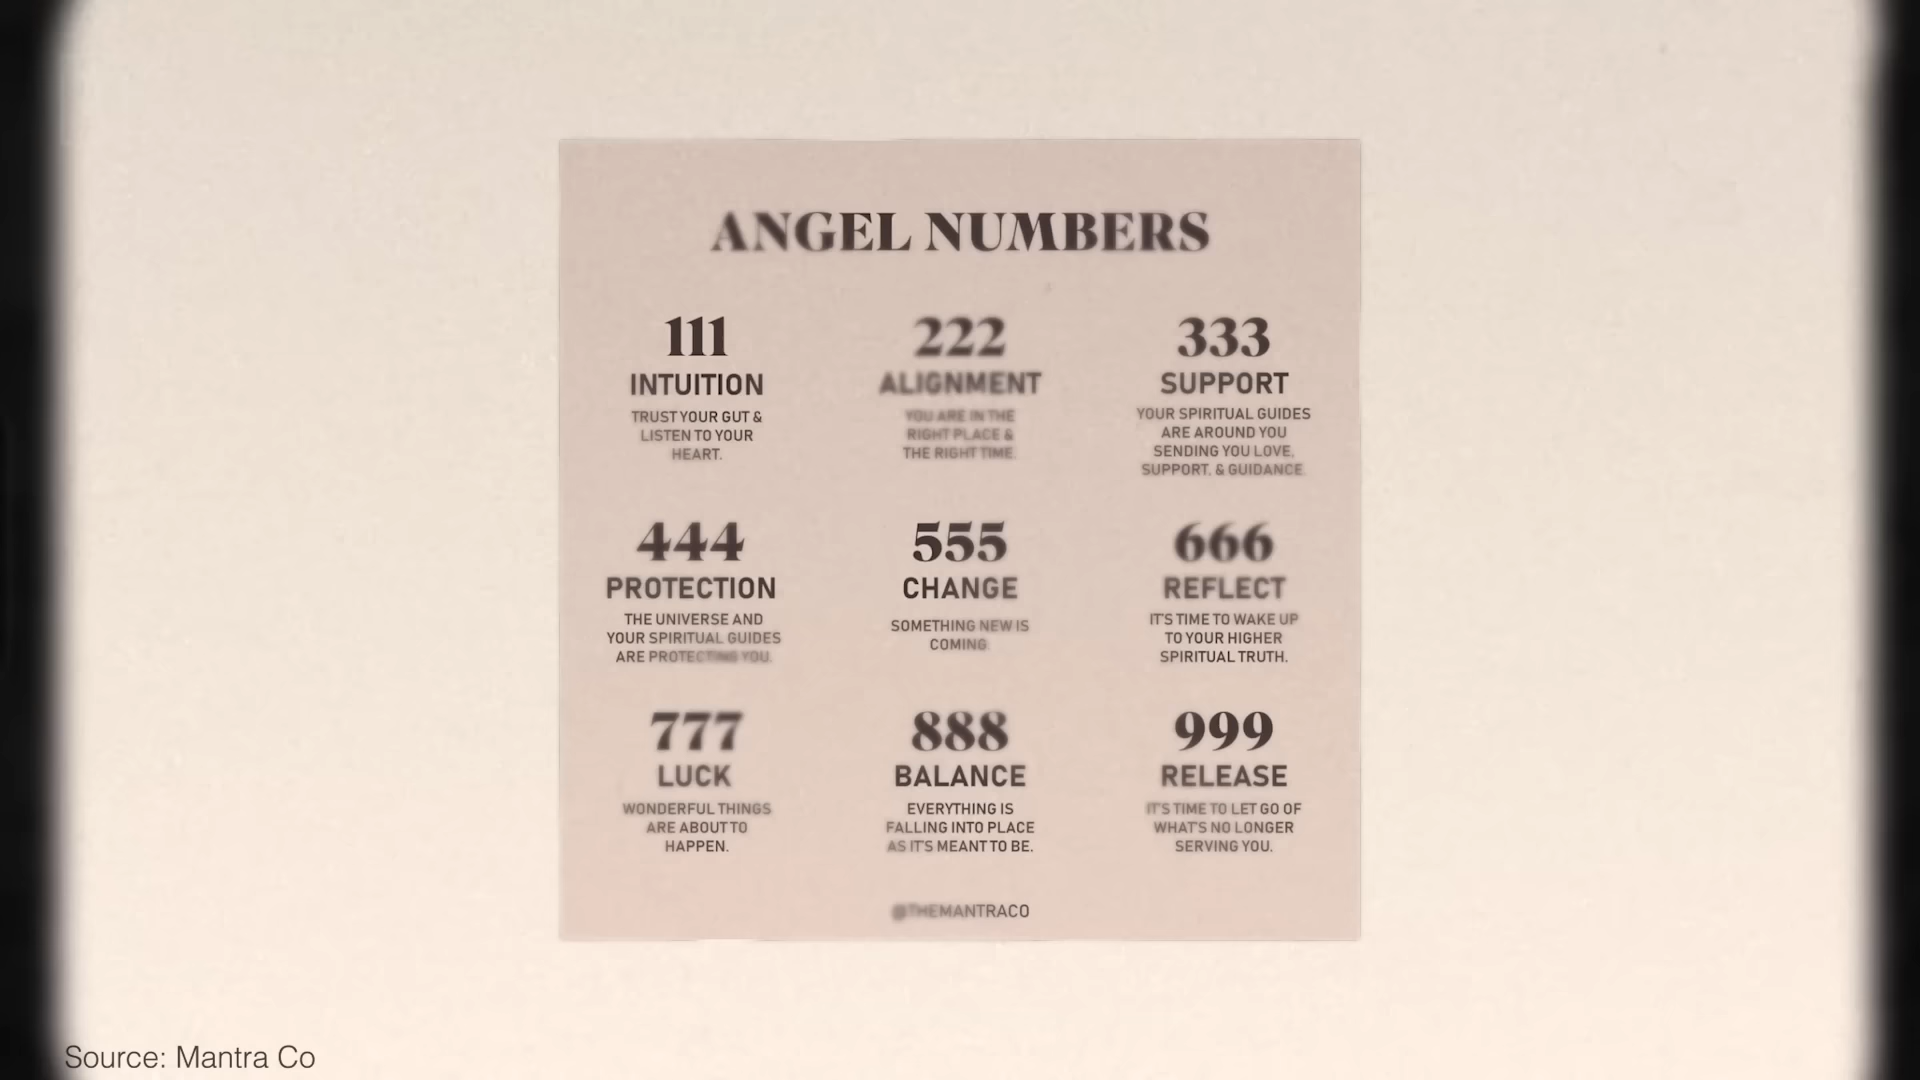 ANGEL NUMBERS
111
INTUITION
TRUST YOUR GUT &
LISTEN TO YOUR
HEART.
222
ALIGNMENT
YOU ARE IN THE
RIGHT PLACE &
THE RIGHT TIME.
333
SUPPORT
YOUR SPIRITUAL GUIDES
ARE AROUND YOU
SENDING YOU LOVE,
SUPPORT, & GUIDANCE.
444
PROTECTION
THE UNIVERSE AND
YOUR SPIRITUAL GUIDES
ARE PROTECTING YOU.
555
CHANGE
SOMETHING NEW IS
COMING.
666
REFLECT
IT'S TIME TO WAKE UP
TO YOUR HIGHER
SPIRITUAL TRUTH.
777
LUCK
WONDERFUL THINGS
ARE ABOUT TO
HAPPEN.
888
BALANCE
EVERYTHING IS
FALLING INTO PLACE
AS IT'S MEANT TO BE.
999
RELEASE
IT'S TIME TO LET GO OF
WHAT'S NO LONGER
SERVING YOU.
@THEMANTRACO
Source: Mantra Co